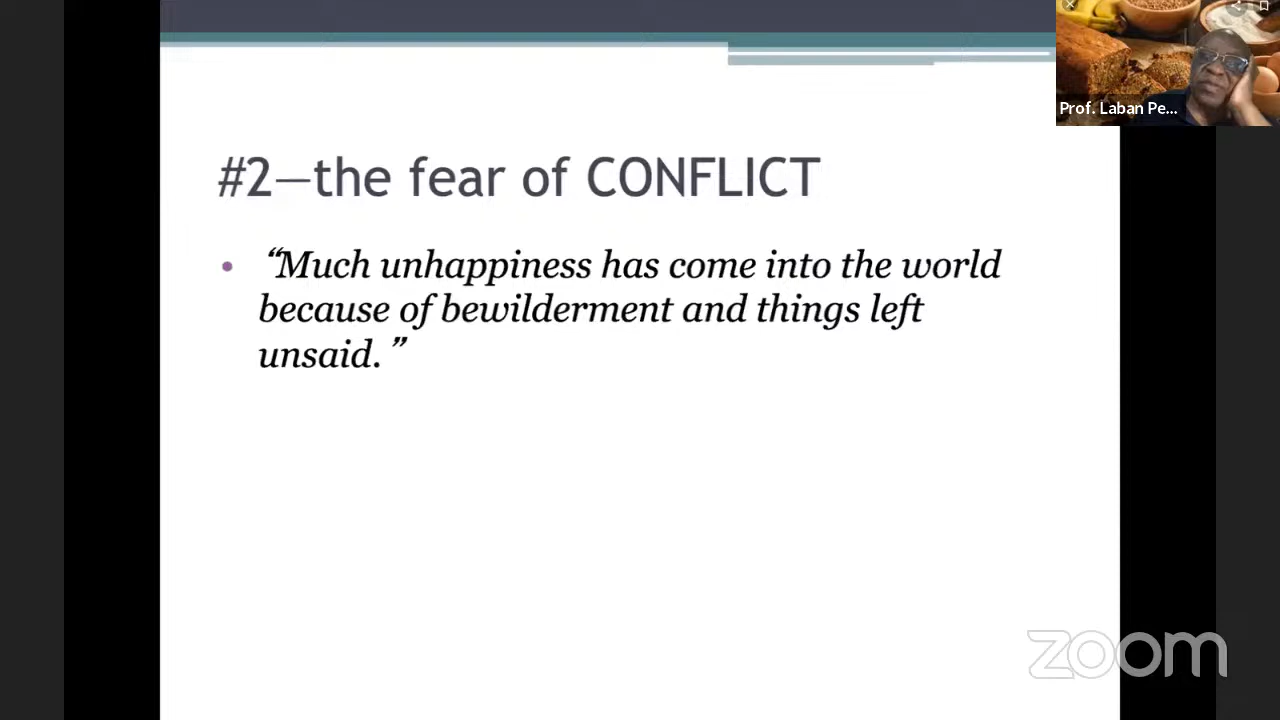 Prof. Laban Pe...
#2—the fear of CONFLICT
• “Much unhappiness has come into the world
because of bewilderment and things left
unsaid.”
zoom